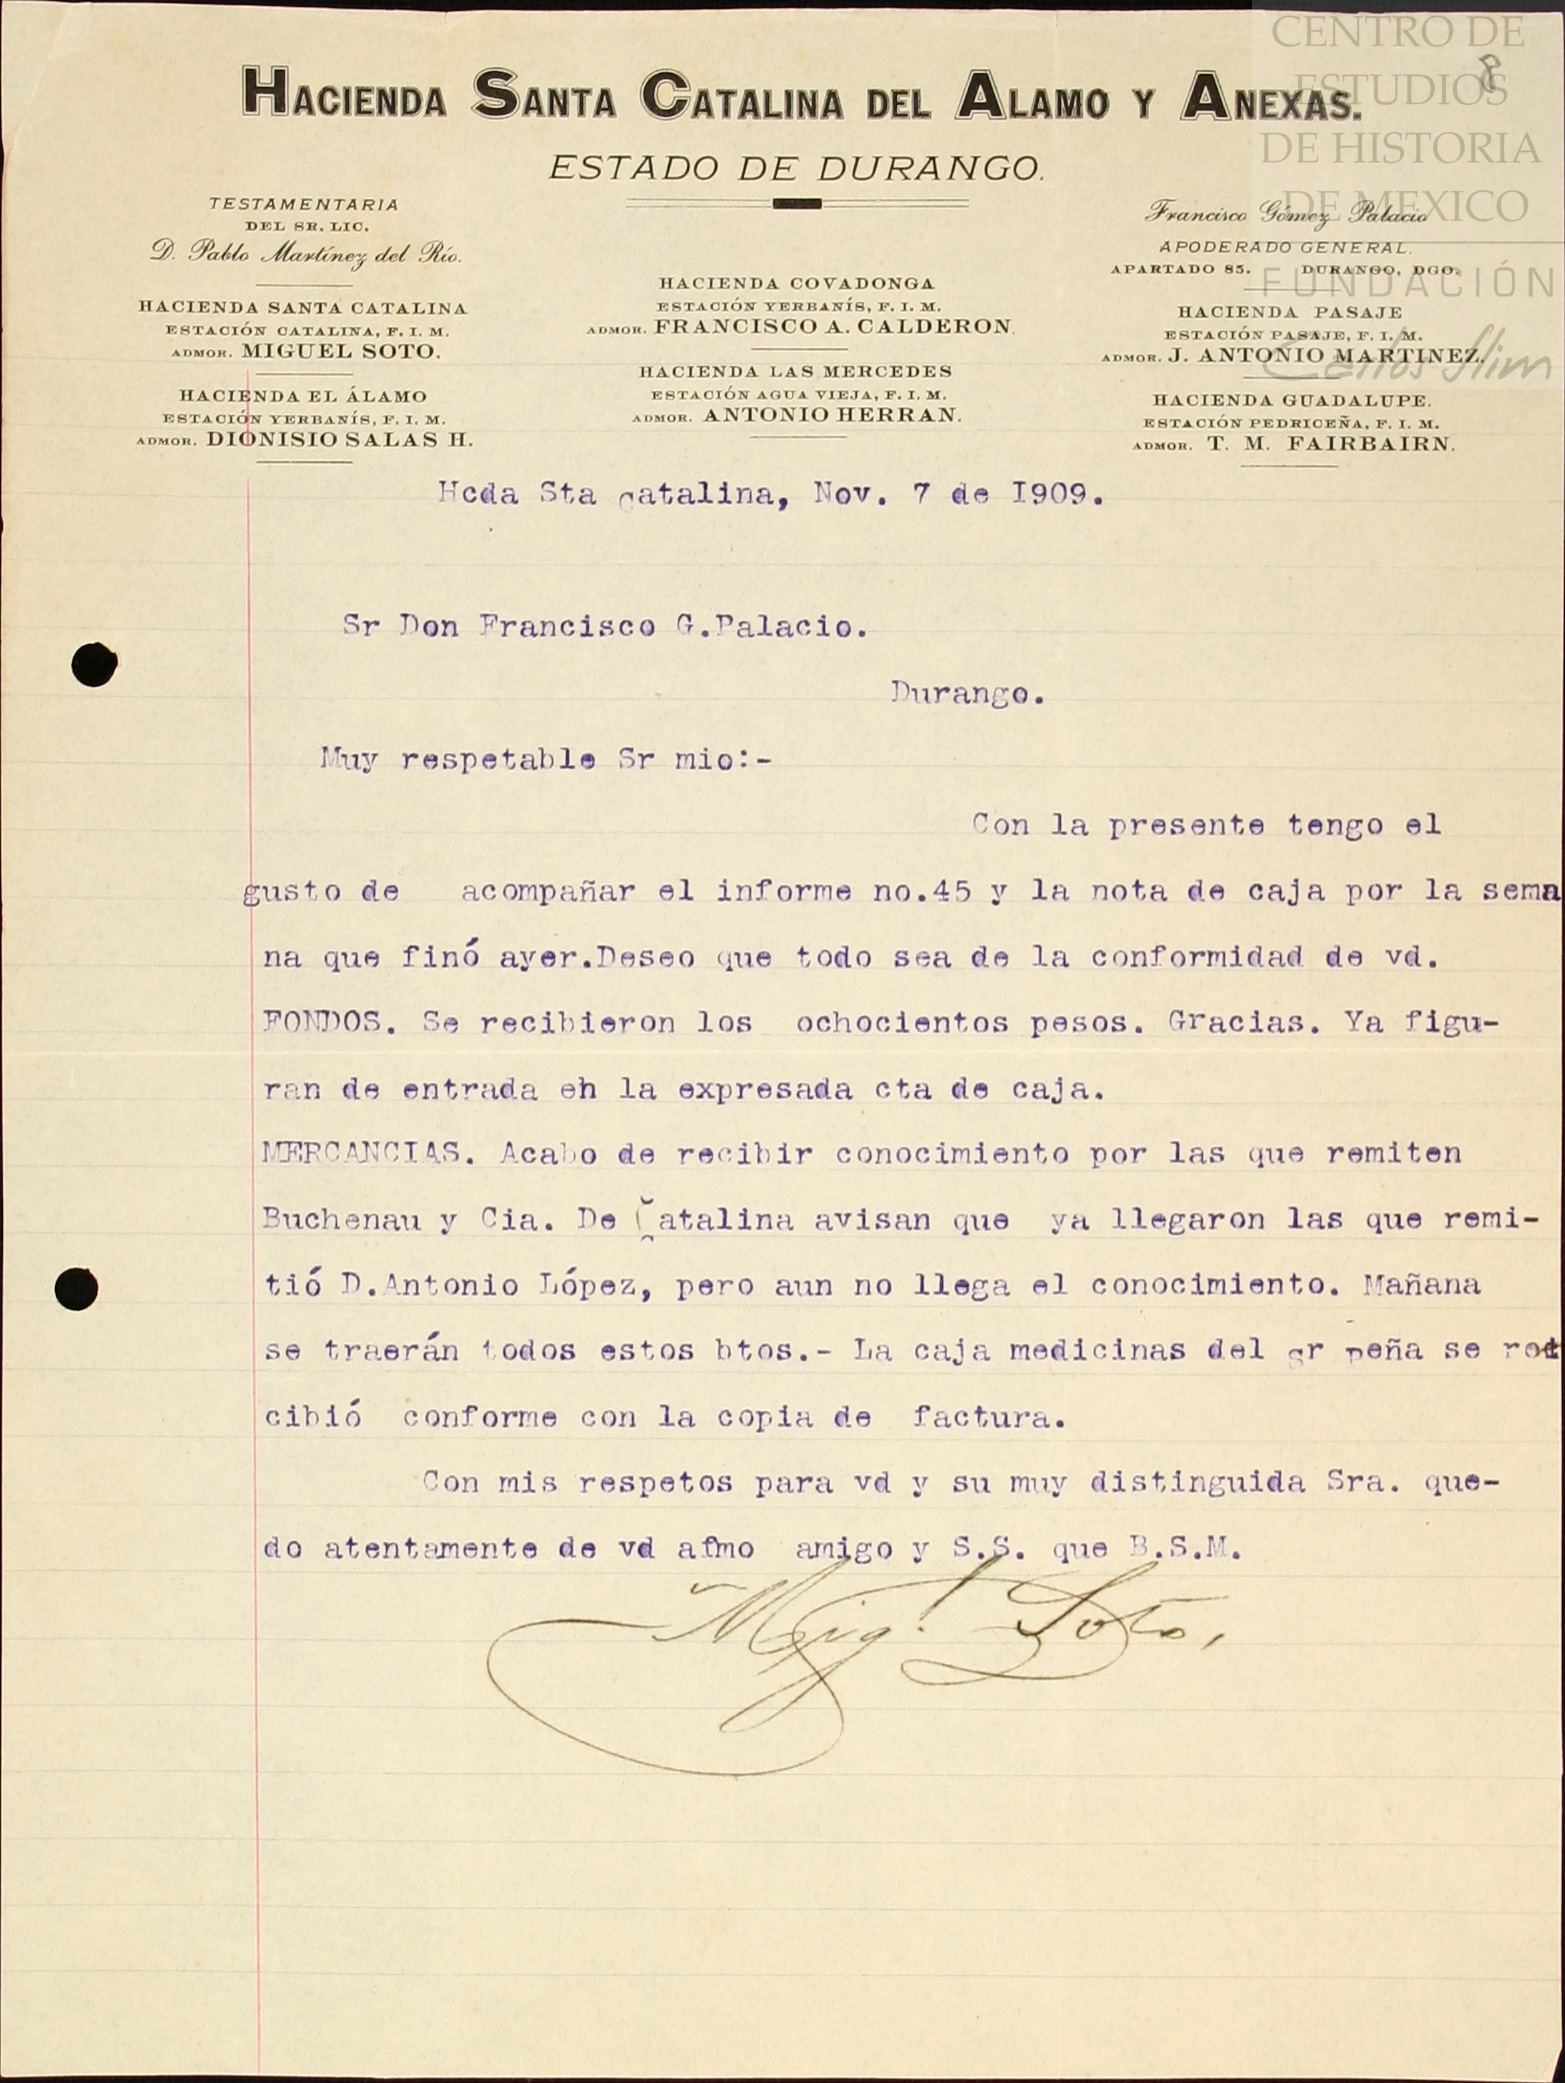 CENTRO DE
ESTUDIOS
DE HISTORIA
DE MEXICO
FUNDACIÓN
Carlos Slim
8
HACIENDA SANTA CATALINA DEL ALAMO Y ANEXAS.
ESTADO DE DURANGO.
TESTAMENTARIA
DEL SR. LIC.
D. Pablo Martínez del Río.
HACIENDA SANTA CATALINA
ESTACIÓN CATALINA, F. I. M.
ADMOR. MIGUEL SOTO.
HACIENDA EL ÁLAMO
ESTACIÓN YERBANÍS, F. I. M.
ADMOR. DIONISIO SALAS H.
HACIENDA COVADONGA
ESTACIÓN YERBANÍS, F. I. M.
ADMOR. FRANCISCO A. CALDERON.
HACIENDA LAS MERCEDES
ESTACIÓN AGUA VIEJA, F. I. M.
ADMOR. ANTONIO HERRAN.
Francisco Gómez Palacio
APODERADO GENERAL.
APARTADO 85. DURANGO, DGO.
HACIENDA PASAJE
ESTACIÓN PASAJE, F. I. M.
ADMOR. J. ANTONIO MARTINEZ.
HACIENDA GUADALUPE.
ESTACIÓN PEDRICEÑA, F. I. M.
ADMOR. T. M. FAIRBAIRN.
Hcda Sta Catalina, Nov. 7 de I909.
Sr Don Francisco G.Palacio.
Durango.
Muy respetable Sr mio:-
Con la presente tengo el
gusto de acompañar el informe no.45 y la nota de caja por la sema
na que finó ayer.Deseo que todo sea de la conformidad de vd.
FONDOS. Se recibieron los ochocientos pesos. Gracias. Ya figu-
ran de entrada eh la expresada cta de caja.
MERCANCIAS. Acabo de recibir conocimiento por las que remiten
Buchenau y Cia. De Catalina avisan que ya llegaron las que remi-
tió D.Antonio López, pero aun no llega el conocimiento. Mañana
se traerán todos estos btos.- La caja medicinas del Sr Peña se re
cibió conforme con la copia de factura.
Con mis respetos para vd y su muy distinguida Sra. que-
do atentamente de vd afmo amigo y S.S. que B.S.M.
Migl. Soto,